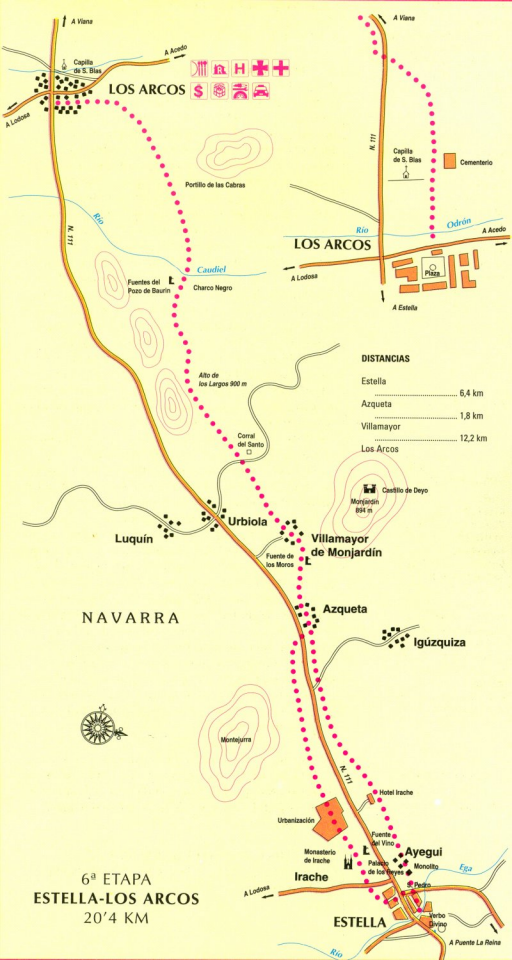 A Viana
A Acedo
Capilla
de S. Blas
LOS ARCOS
H
$
A Lodosa
Portillo de las Cabras
N. 111
Río
Caudiel
Fuentes del
Pozo de Baurin
Charco Negro
Alto de
los Largos 900 m
Corral
del Santo
Urbiola
Luquín
Villamayor
de Monjardín
Fuente de
los Moros
Castillo de Deyo
Monjardín
894 m
Azqueta
Igúzquiza
NAVARRA
Montejurra
N. 111
Hotel Irache
Urbanización
Fuente
del Vino
Monasterio
de Irache
Palacio
de los Reyes
Ayegui
Monolito
Irache
S. Pedro
Ega
A Lodosa
ESTELLA
Verbo
Divino
A Puente La Reina
Río
6ª ETAPA
ESTELLA-LOS ARCOS
20'4 KM
A Viana
N. 111
Capilla
de S. Blas
Cementerio
Río
Odrón
LOS ARCOS
A Acedo
A Lodosa
Plaza
A Estella
DISTANCIAS
Estella
6,4 km
Azqueta
1,8 km
Villamayor
12,2 km
Los Arcos